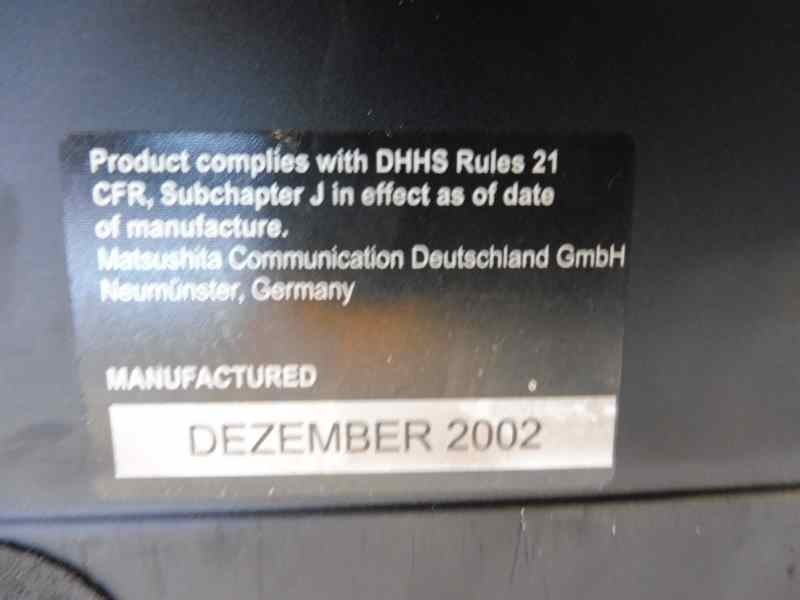 Product complies with DHHS Rules 21
CFR, Subchapter J in effect as of date
of manufacture.
Matsushita Communication Deutschland GmbH
Neumünster, Germany
MANUFACTURED
DEZEMBER 2002